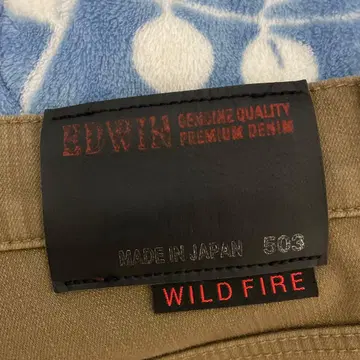 EDWIN GENUINE QUALITY
PREMIUM DENIM
MADE IN JAPAN 503
WILD FIRE